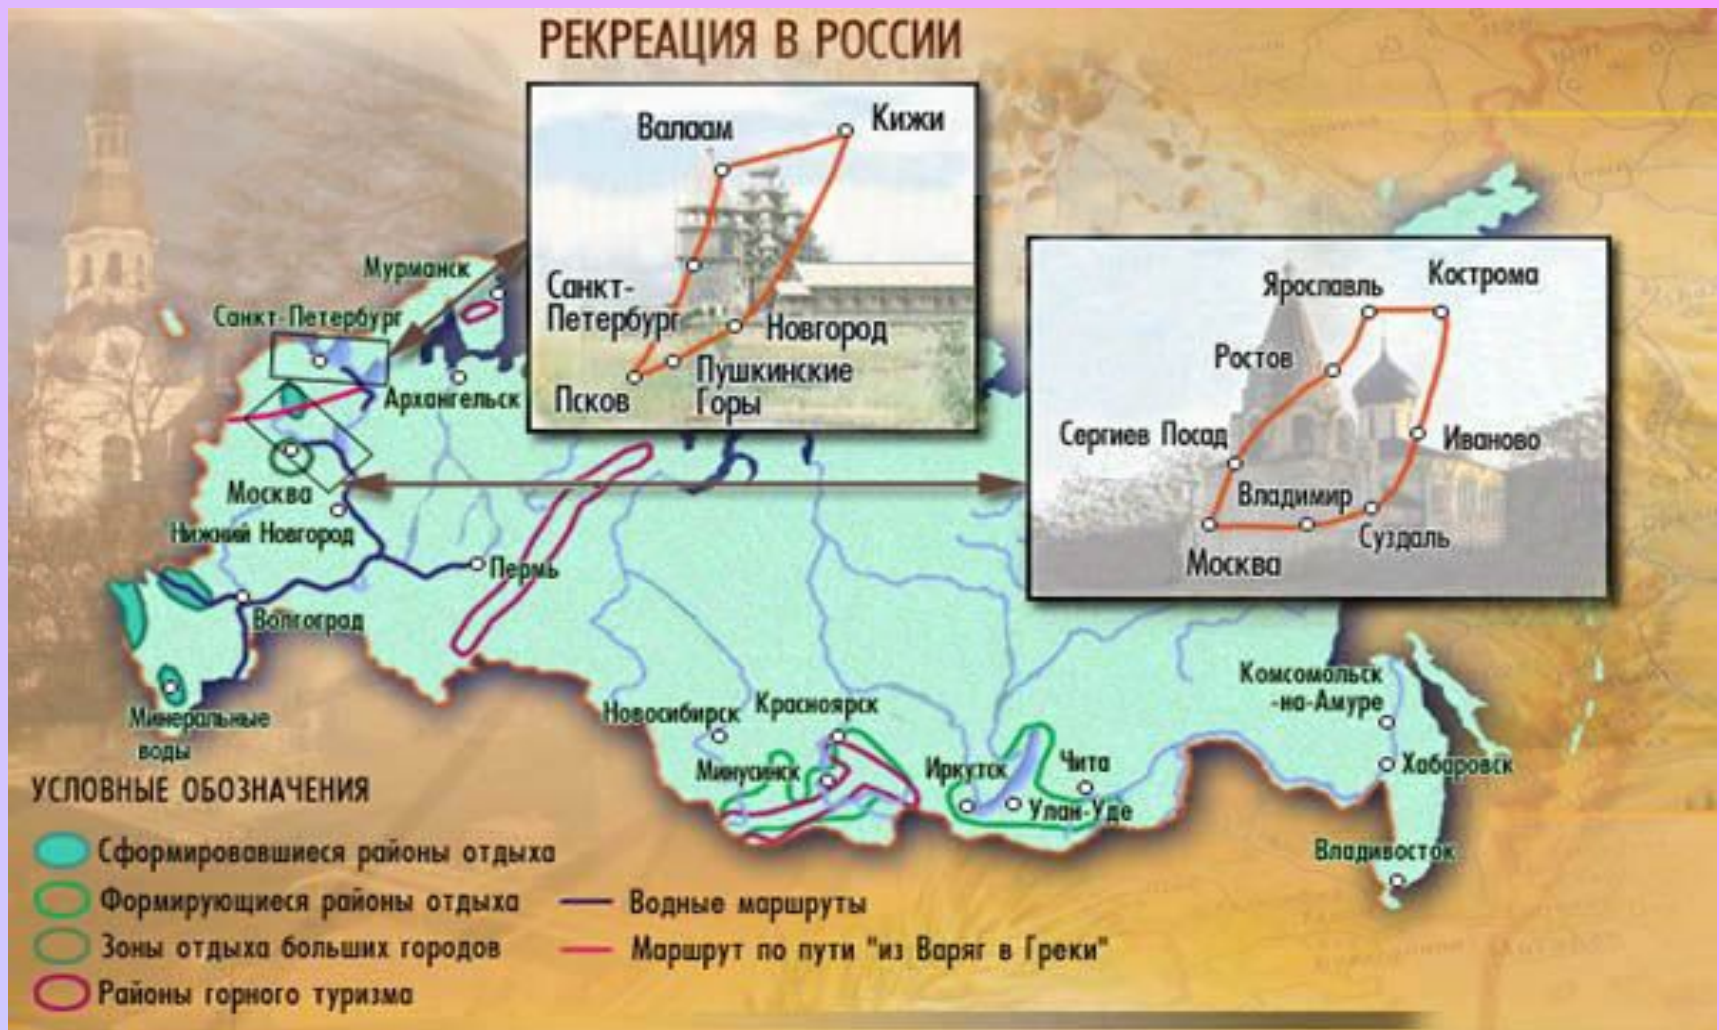 РЕКРЕАЦИЯ В РОССИИ
Валаам
Кижи
Санкт-
Петербург
Новгород
Пушкинские
Горы
Псков
Ярославль
Кострома
Ростов
Сергиев Посад
Иваново
Владимир
Суздаль
Москва
Мурманск
Санкт-Петербург
Архангельск
Москва
Нижний Новгород
Пермь
Волгоград
Минеральные
воды
Новосибирск
Красноярск
Минусинск
Иркутск
Чита
Улан-Уде
Комсомольск
-на-Амуре
Хабаровск
Владивосток
УСЛОВНЫЕ ОБОЗНАЧЕНИЯ
Сформировавшиеся районы отдыха
Формирующиеся районы отдыха
Зоны отдыха больших городов
Районы горного туризма
Водные маршруты
Маршрут по пути "из Варяг в Греки"